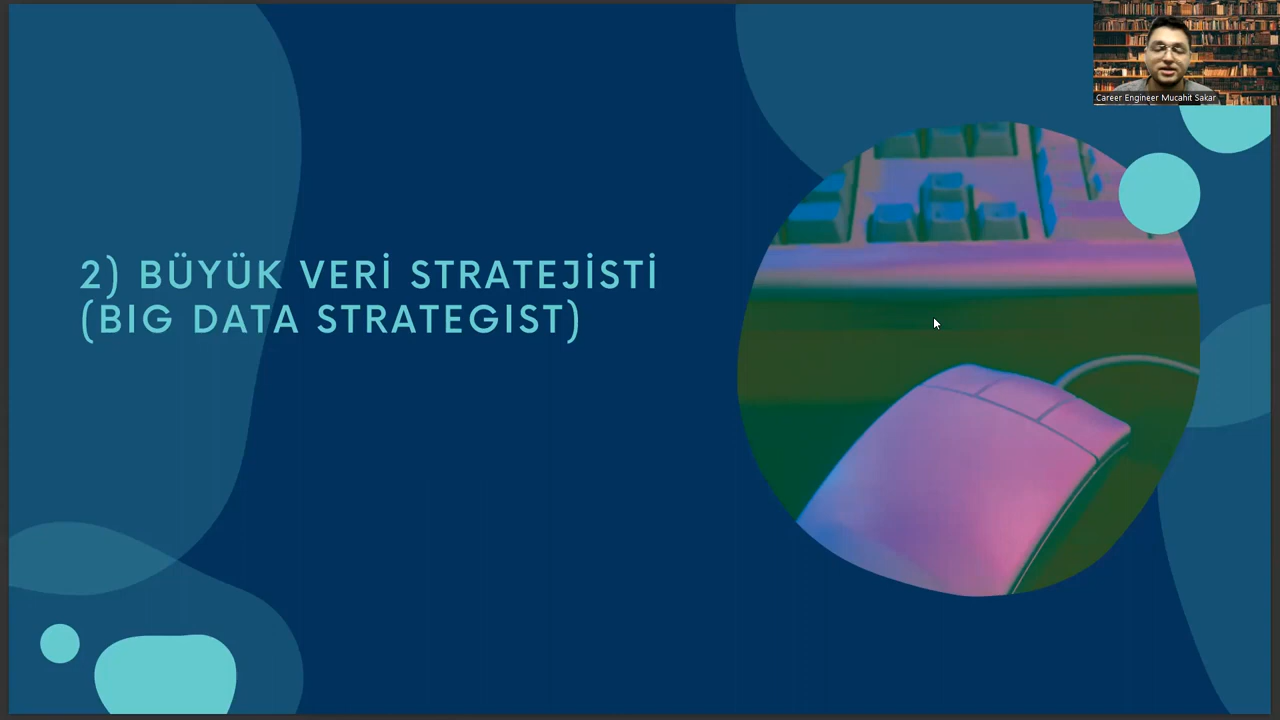 Career Engineer Mucahit Sakar
2) BÜYÜK VERİ STRATEJİSTİ
(BIG DATA STRATEGIST)